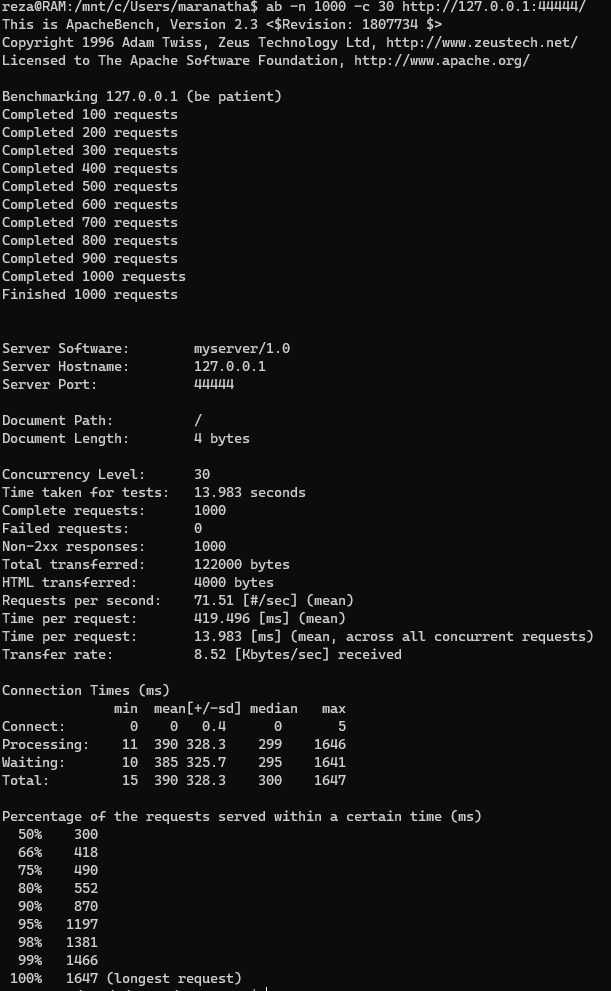 reza@RAM:/mnt/c/Users/maranatha$ ab -n 1000 -c 30 http://127.0.0.1:44444/
This is ApacheBench, Version 2.3 <$Revision: 1807734 $>
Copyright 1996 Adam Twiss, Zeus Technology Ltd, http://www.zeustech.net/
Licensed to The Apache Software Foundation, http://www.apache.org/

Benchmarking 127.0.0.1 (be patient)
Completed 100 requests
Completed 200 requests
Completed 300 requests
Completed 400 requests
Completed 500 requests
Completed 600 requests
Completed 700 requests
Completed 800 requests
Completed 900 requests
Completed 1000 requests
Finished 1000 requests

Server Software:        myserver/1.0
Server Hostname:        127.0.0.1
Server Port:            44444

Document Path:          /
Document Length:        4 bytes

Concurrency Level:      30
Time taken for tests:   13.983 seconds
Complete requests:      1000
Failed requests:        0
Non-2xx responses:      1000
Total transferred:      122000 bytes
HTML transferred:       4000 bytes
Requests per second:    71.51 [#/sec] (mean)
Time per request:       419.496 [ms] (mean)
Time per request:       13.983 [ms] (mean, across all concurrent requests)
Transfer rate:          8.52 [Kbytes/sec] received

Connection Times (ms)
              min  mean[+/-sd] median   max
Connect:        0    0   0.4      0       5
Processing:    11  390 328.3    299    1646
Waiting:       10  385 325.7    295    1641
Total:         15  390 328.3    300    1647

Percentage of the requests served within a certain time (ms)
  50%    300
  66%    418
  75%    490
  80%    552
  90%    870
  95%   1197
  98%   1381
  99%   1466
 100%   1647 (longest request)